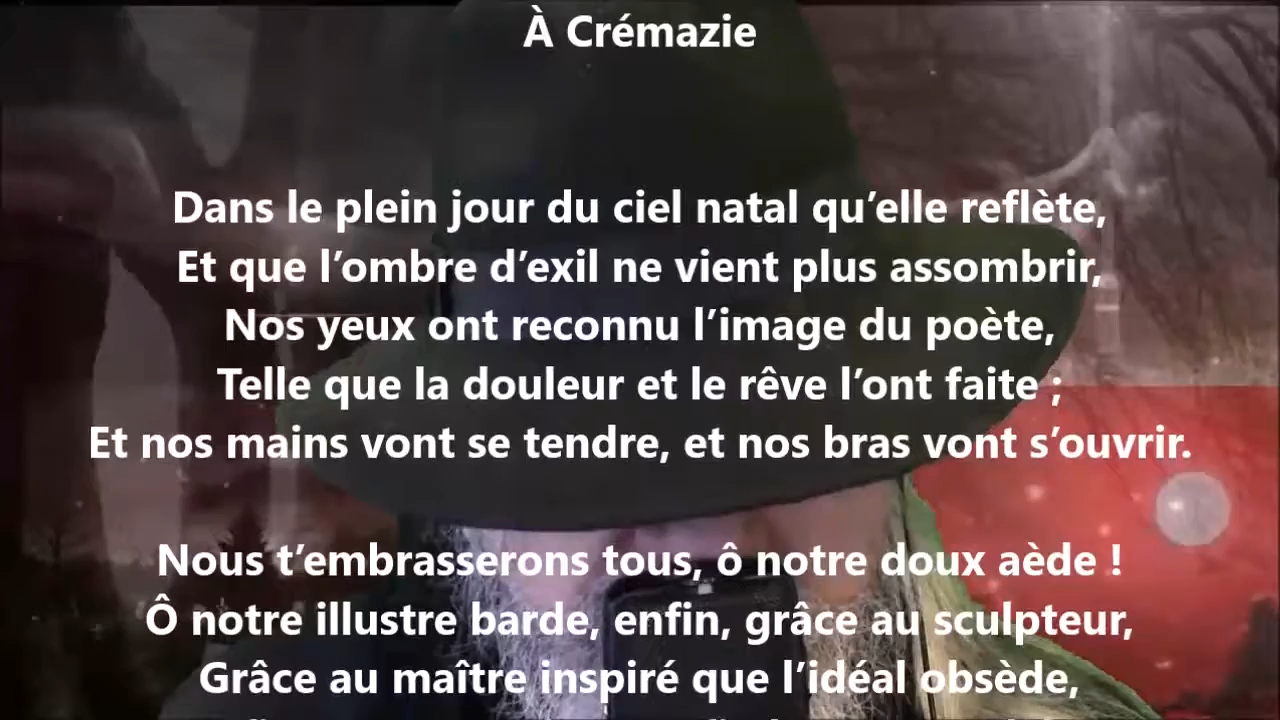 À Crémazie
Dans le plein jour du ciel natal qu’elle reflète,
Et que l’ombre d’exil ne vient plus assombrir,
Nos yeux ont reconnu l’image du poète,
Telle que la douleur et le rêve l’ont faite ;
Et nos mains vont se tendre, et nos bras vont s’ouvrir.
Nous t’embrasserons tous, ô notre doux aède !
Ô notre illustre barde, enfin, grâce au sculpteur,
Grâce au maître inspiré que l’idéal obsède,